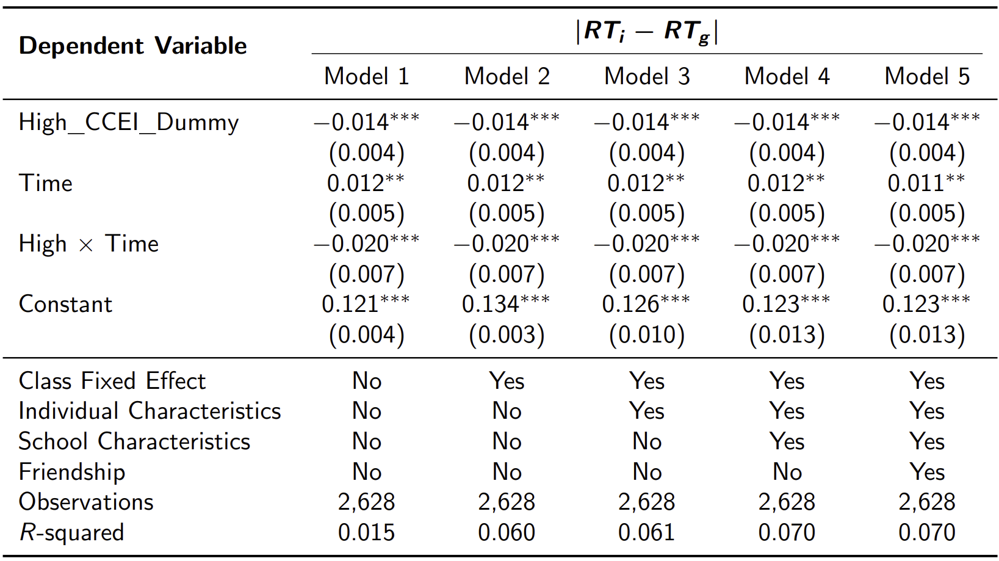 |RTᵢ − RT_g|
Dependent Variable
Model 1 Model 2 Model 3 Model 4 Model 5
High_CCEI_Dummy −0.014*** −0.014*** −0.014*** −0.014*** −0.014***
(0.004) (0.004) (0.004) (0.004) (0.004)
Time 0.012** 0.012** 0.012** 0.012** 0.011**
(0.005) (0.005) (0.005) (0.005) (0.005)
High × Time −0.020*** −0.020*** −0.020*** −0.020*** −0.020***
(0.007) (0.007) (0.007) (0.007) (0.007)
Constant 0.121*** 0.134*** 0.126*** 0.123*** 0.123***
(0.004) (0.003) (0.010) (0.013) (0.013)
Class Fixed Effect No Yes Yes Yes Yes
Individual Characteristics No No Yes Yes Yes
School Characteristics No No No Yes Yes
Friendship No No No No Yes
Observations 2,628 2,628 2,628 2,628 2,628
R-squared 0.015 0.060 0.061 0.070 0.070